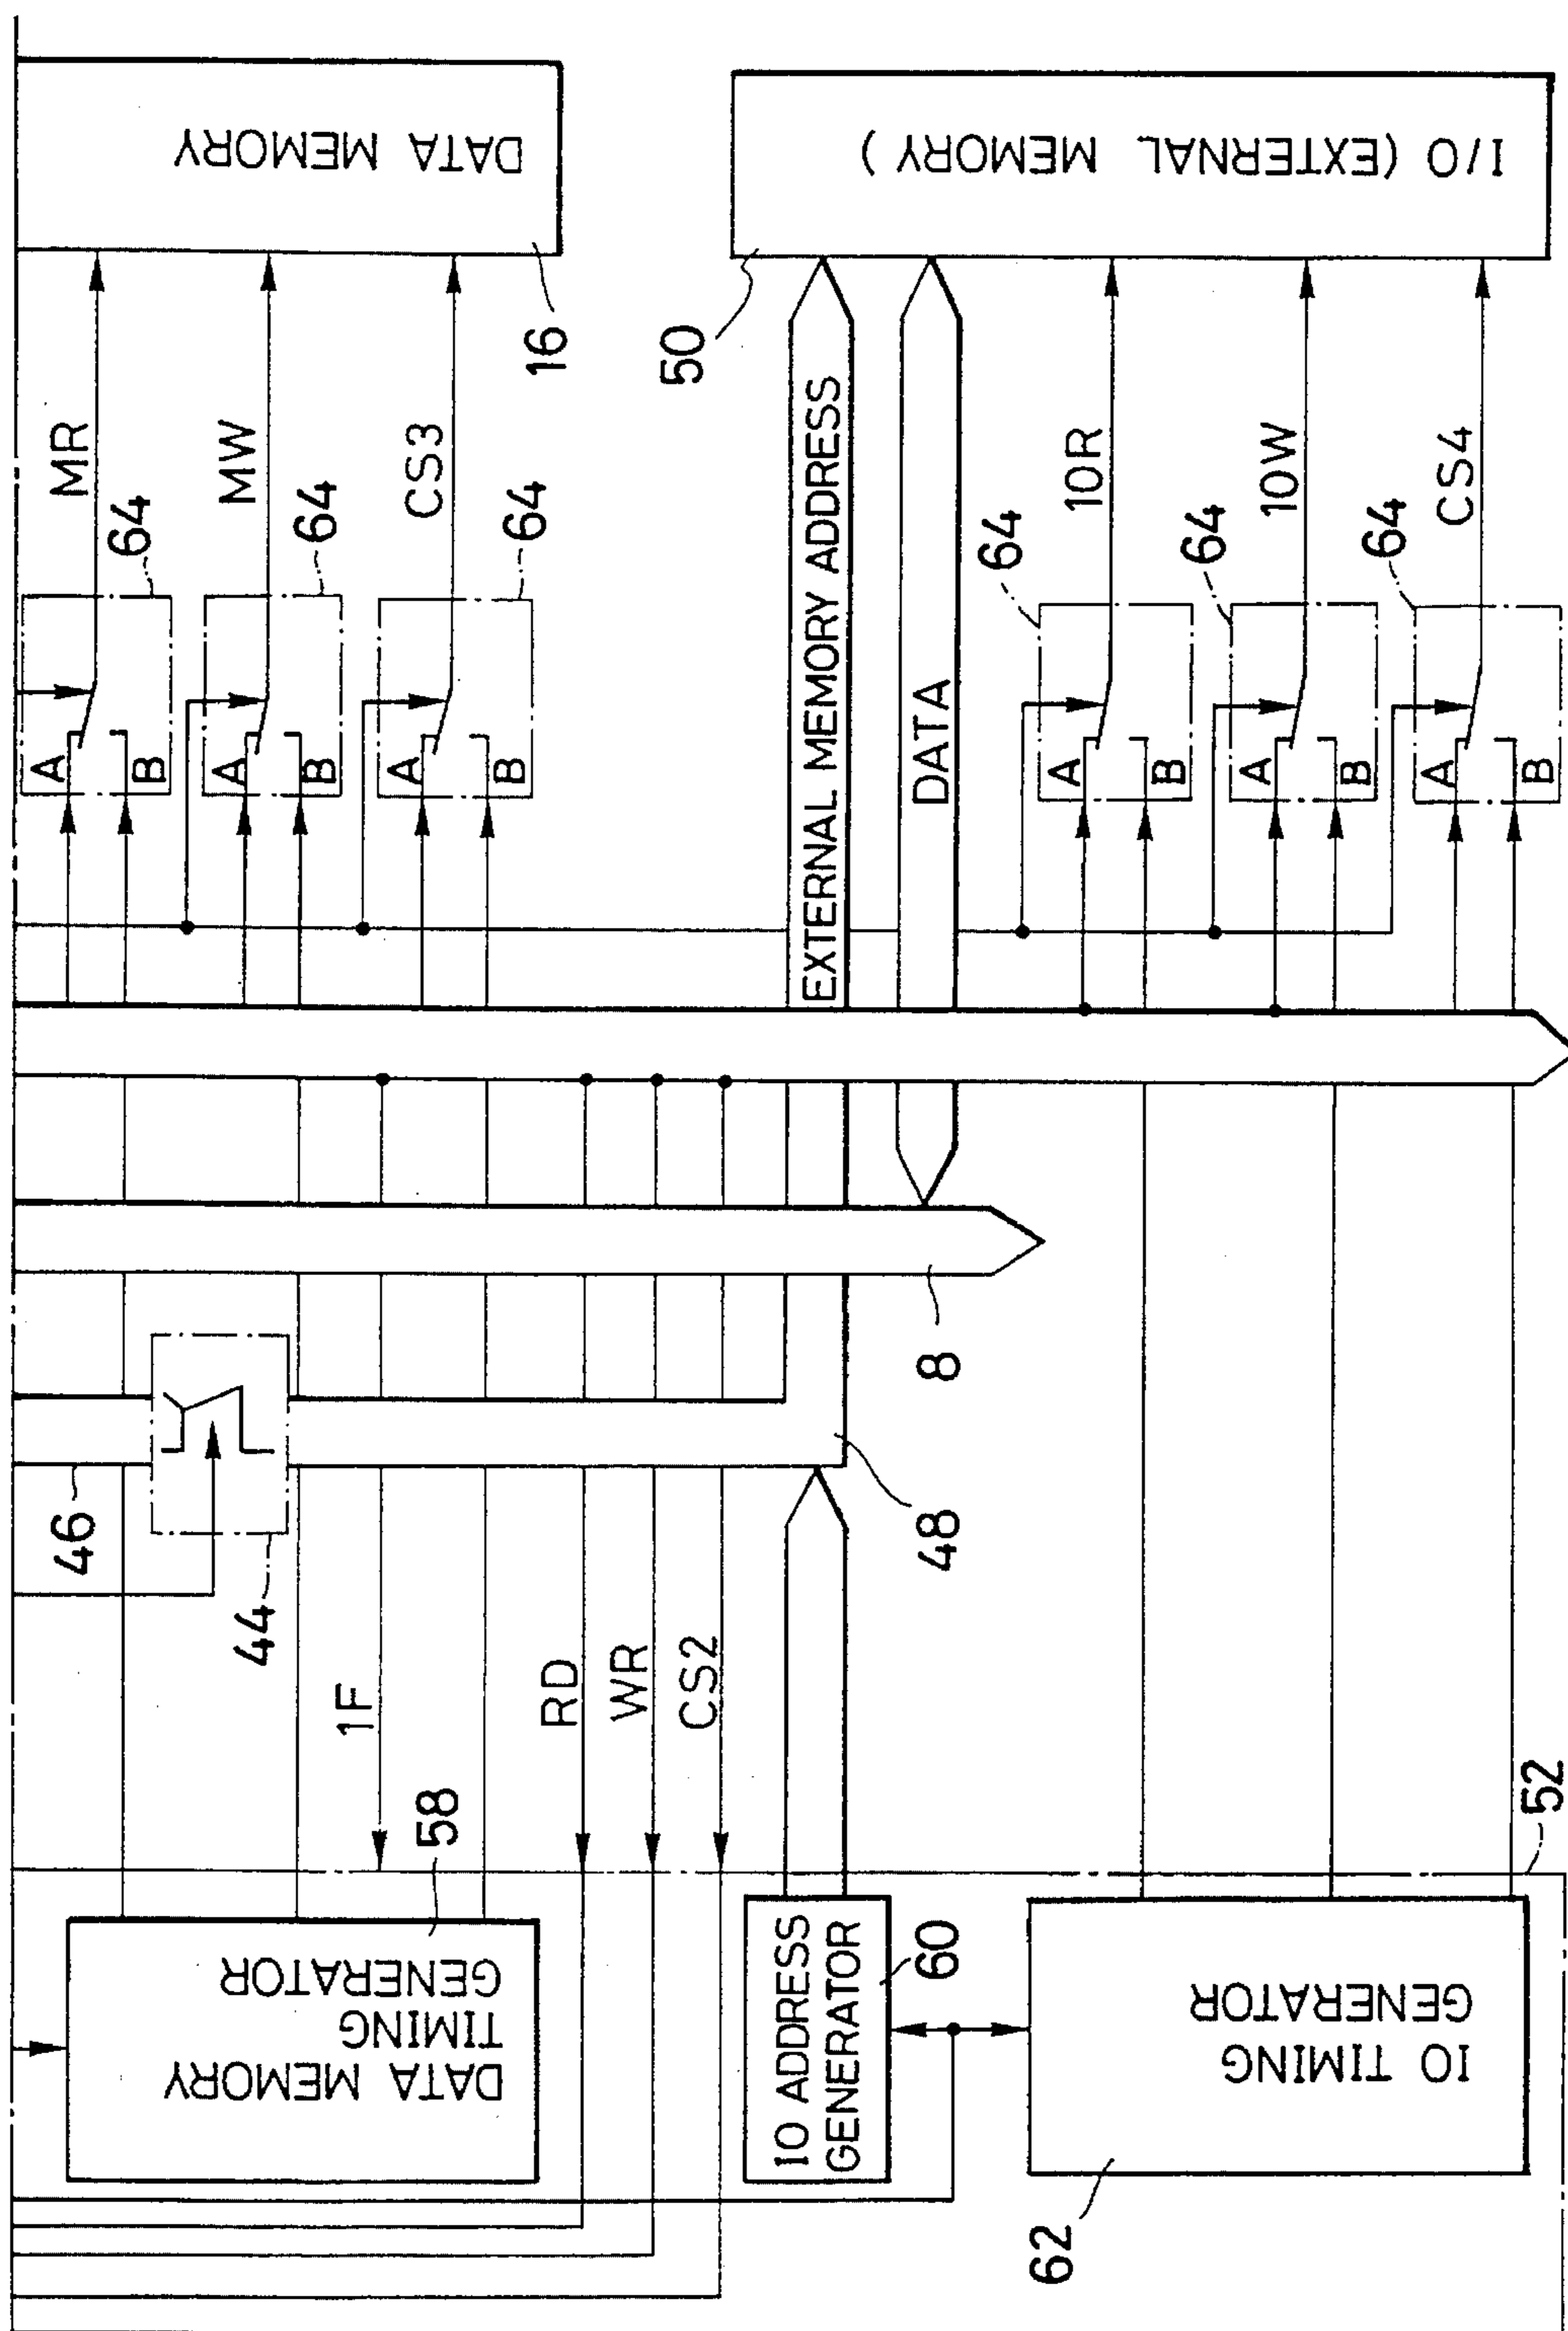 DATA MEMORY
16
MR
64
MW
64
CS3
64
A
B
A
B
A
B
I/O (EXTERNAL MEMORY)
50
EXTERNAL MEMORY ADDRESS
DATA
10R
64
10W
64
CS4
64
A
B
A
B
A
B
8
46
44
48
1F
RD
WR
CS2
58
DATA MEMORY
TIMING
GENERATOR
IO ADDRESS
GENERATOR
60
IO TIMING
GENERATOR
62
52